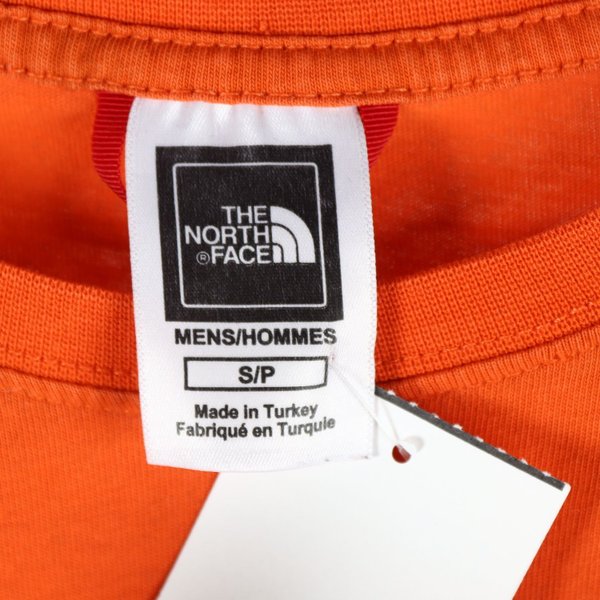 THE
NORTH
® FACE
MENS/HOMMES
S/P
Made in Turkey
Fabriqué en Turquie